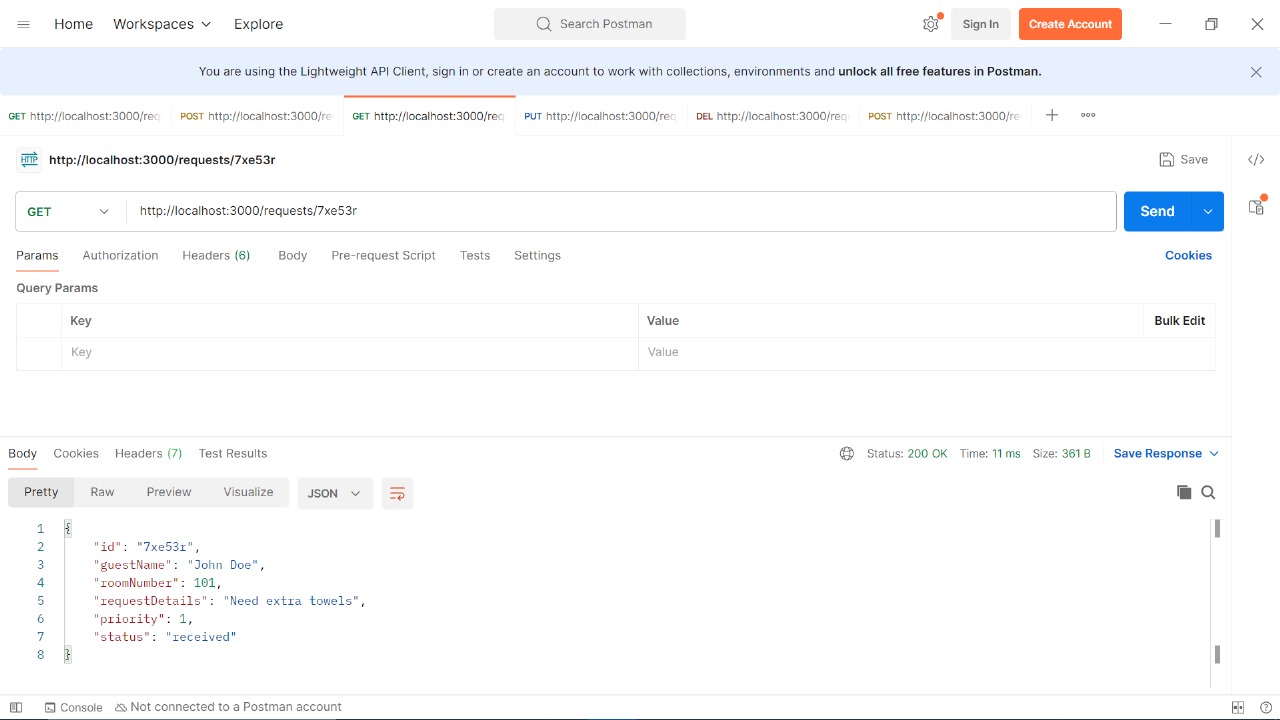 Home Workspaces Explore Search Postman Sign In Create Account
You are using the Lightweight API Client, sign in or create an account to work with collections, environments and unlock all free features in Postman.
GET http://localhost:3000/req POST http://localhost:3000/re GET http://localhost:3000/req PUT http://localhost:3000/req DEL http://localhost:3000/req POST http://localhost:3000/re
HTTP http://localhost:3000/requests/7xe53r Save
GET http://localhost:3000/requests/7xe53r Send
Params Authorization Headers (6) Body Pre-request Script Tests Settings Cookies
Query Params
Key Value Bulk Edit
Key Value
Body Cookies Headers (7) Test Results Status: 200 OK Time: 11 ms Size: 361 B Save Response
Pretty Raw Preview Visualize JSON
1 {
2 "id": "7xe53r",
3 "guestName": "John Doe",
4 "roomNumber": 101,
5 "requestDetails": "Need extra towels",
6 "priority": 1,
7 "status": "received"
8 }
Console Not connected to a Postman account